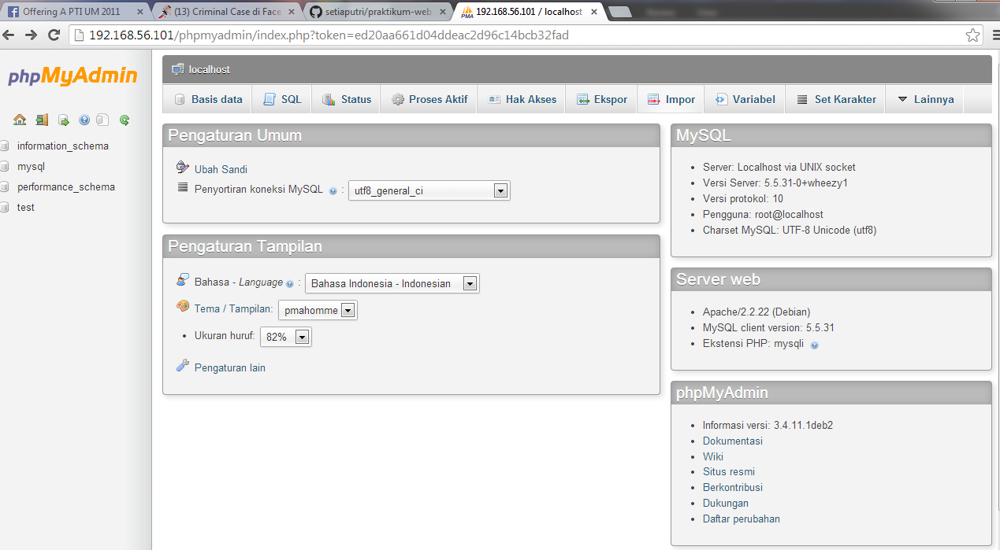 Offering A PTI UM 2011
(13) Criminal Case di Face
setiaputri/praktikum-web
192.168.56.101 / localhost
192.168.56.101/phpmyadmin/index.php?token=ed20aa661d04ddeac2d96c14bcb32fad
phpMyAdmin
information_schema
mysql
performance_schema
test
localhost
Basis data
SQL
Status
Proses Aktif
Hak Akses
Ekspor
Impor
Variabel
Set Karakter
Lainnya
Pengaturan Umum
Ubah Sandi
Penyortiran koneksi MySQL : utf8_general_ci
Pengaturan Tampilan
Bahasa - Language : Bahasa Indonesia - Indonesian
Tema / Tampilan: pmahomme
Ukuran huruf: 82%
Pengaturan lain
MySQL
Server: Localhost via UNIX socket
Versi Server: 5.5.31-0+wheezy1
Versi protokol: 10
Pengguna: root@localhost
Charset MySQL: UTF-8 Unicode (utf8)
Server web
Apache/2.2.22 (Debian)
MySQL client version: 5.5.31
Ekstensi PHP: mysqli
phpMyAdmin
Informasi versi: 3.4.11.1deb2
Dokumentasi
Wiki
Situs resmi
Berkontribusi
Dukungan
Daftar perubahan